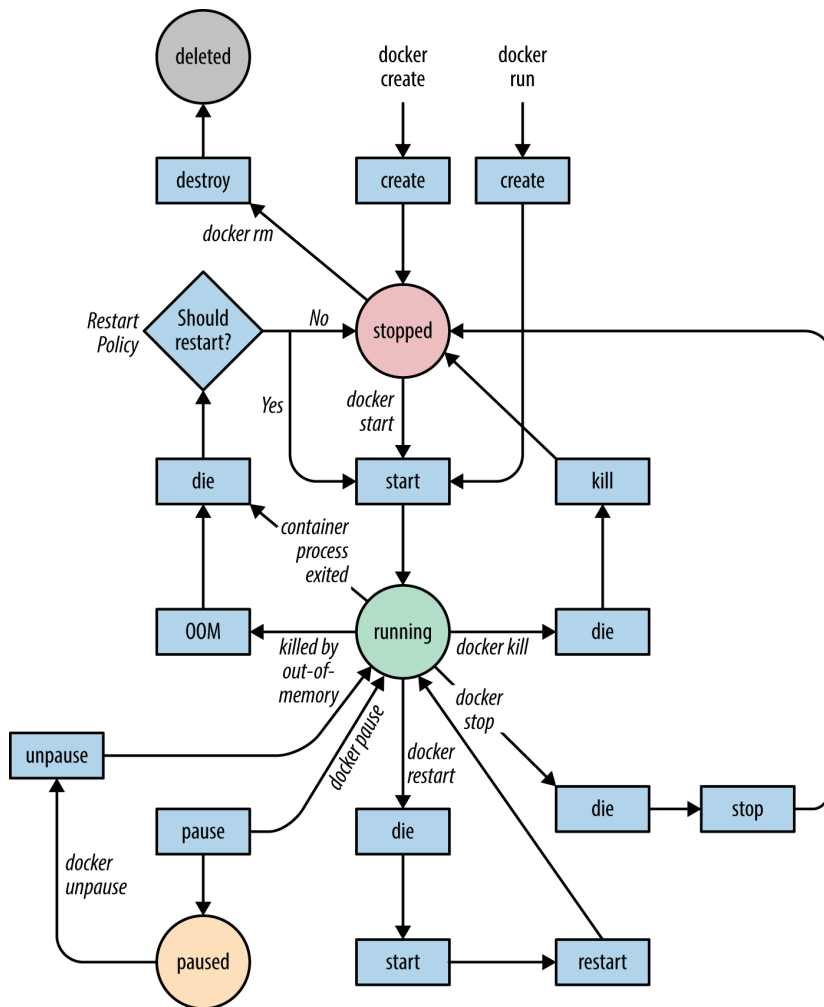 deleted
docker
create
docker
run
destroy
create
create
docker rm
Restart
Policy
Should
restart?
No
stopped
Yes
docker
start
die
start
kill
container
process
exited
OOM
running
die
killed by
out-of-
memory
docker kill
docker
stop
docker pause
docker
restart
unpause
pause
die
die
stop
docker
unpause
paused
start
restart